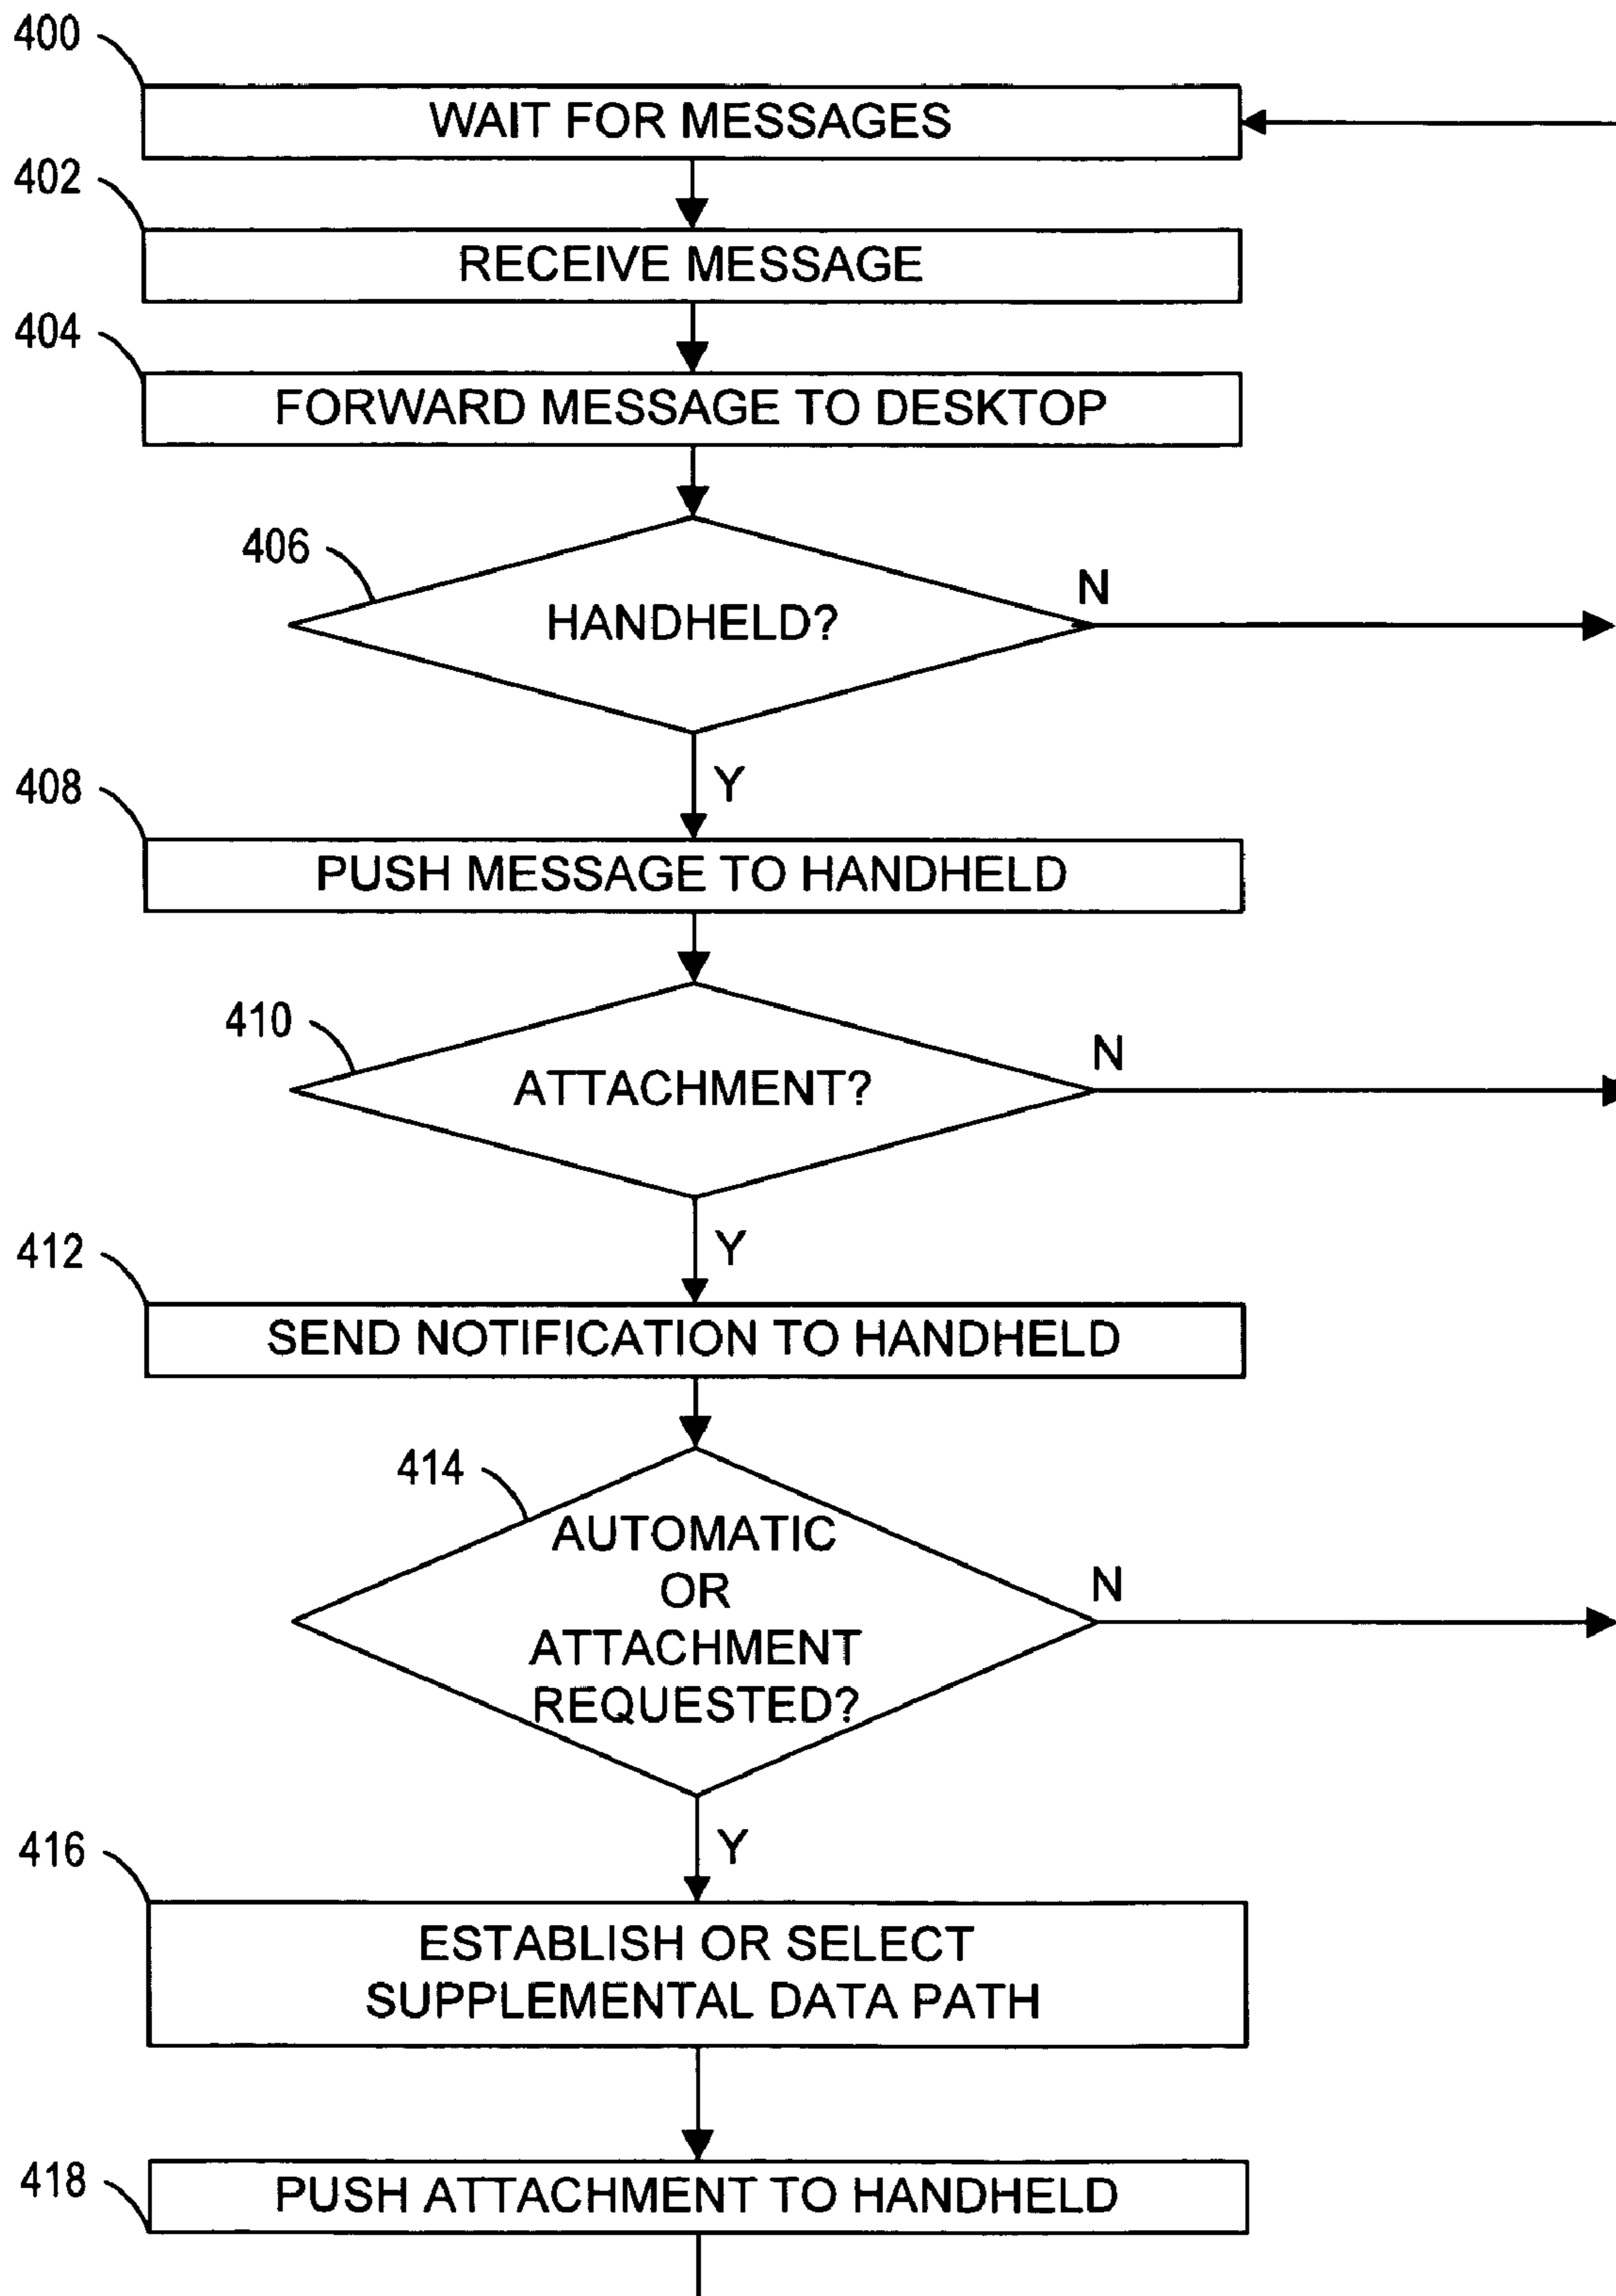 400
WAIT FOR MESSAGES
402
RECEIVE MESSAGE
404
FORWARD MESSAGE TO DESKTOP
406
HANDHELD?
N
Y
408
PUSH MESSAGE TO HANDHELD
410
ATTACHMENT?
N
Y
412
SEND NOTIFICATION TO HANDHELD
414
AUTOMATIC
OR
ATTACHMENT
REQUESTED?
N
Y
416
ESTABLISH OR SELECT
SUPPLEMENTAL DATA PATH
418
PUSH ATTACHMENT TO HANDHELD